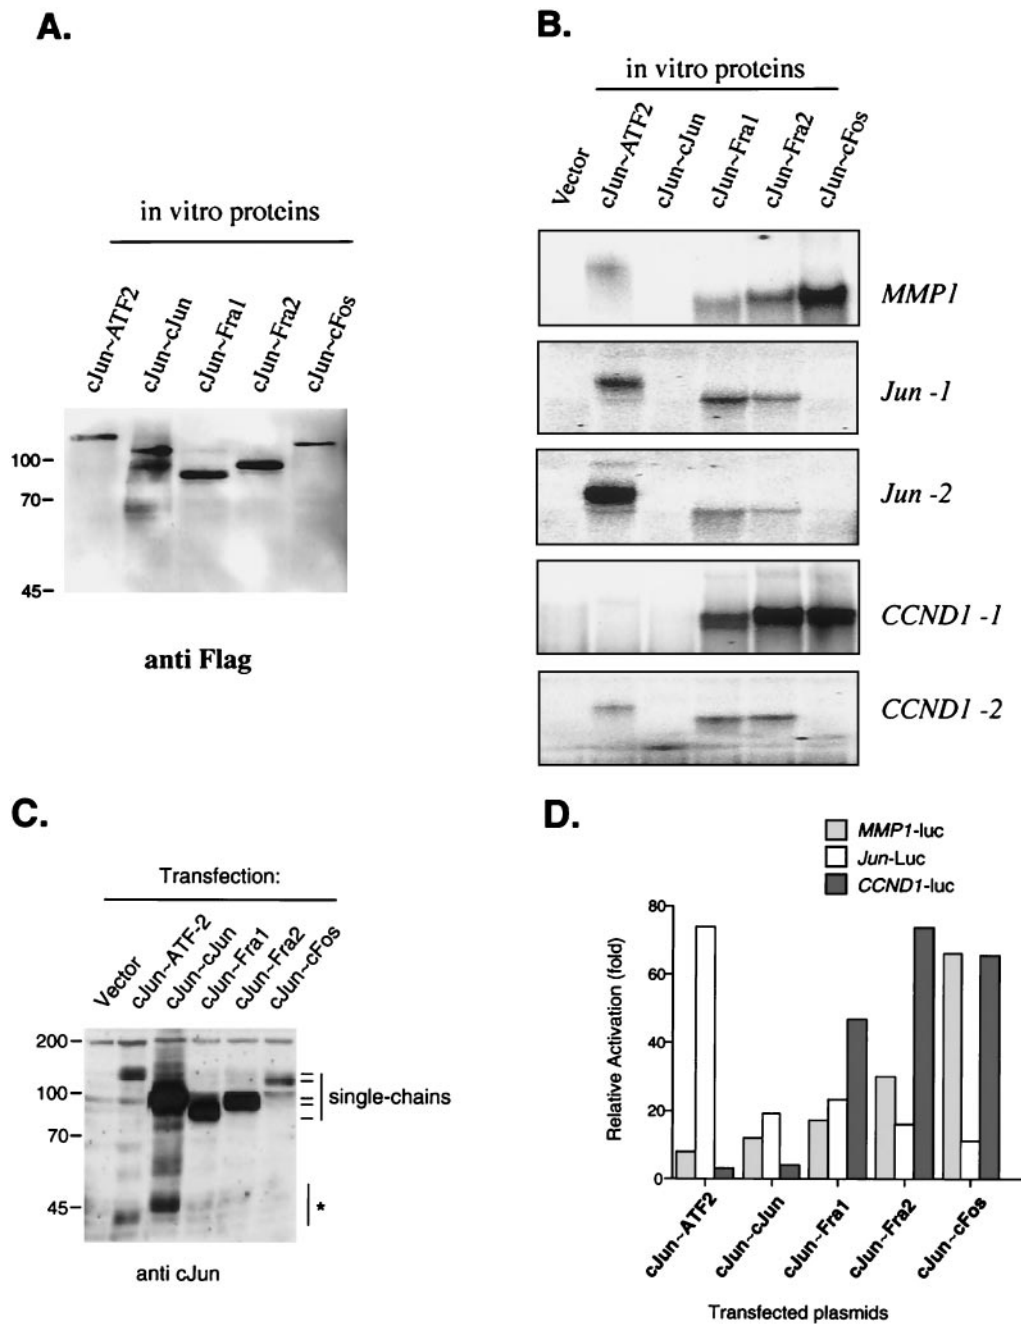 A.
in vitro proteins
cJun~ATF2
cJun~cJun
cJun~Fra1
cJun~Fra2
cJun~cFos
100
70
45
anti Flag
B.
in vitro proteins
Vector
cJun~ATF2
cJun~cJun
cJun~Fra1
cJun~Fra2
cJun~cFos
MMP1
Jun -1
Jun -2
CCND1 -1
CCND1 -2
C.
Transfection:
Vector
cJun~ATF-2
cJun~cJun
cJun~Fra1
cJun~Fra2
cJun~cFos
200
100
70
45
single-chains
*
anti cJun
D.
MMP1-luc
Jun-Luc
CCND1-luc
Relative Activation (fold)
80
60
40
20
0
cJun~ATF2
cJun~cJun
cJun~Fra1
cJun~Fra2
cJun~cFos
Transfected plasmids